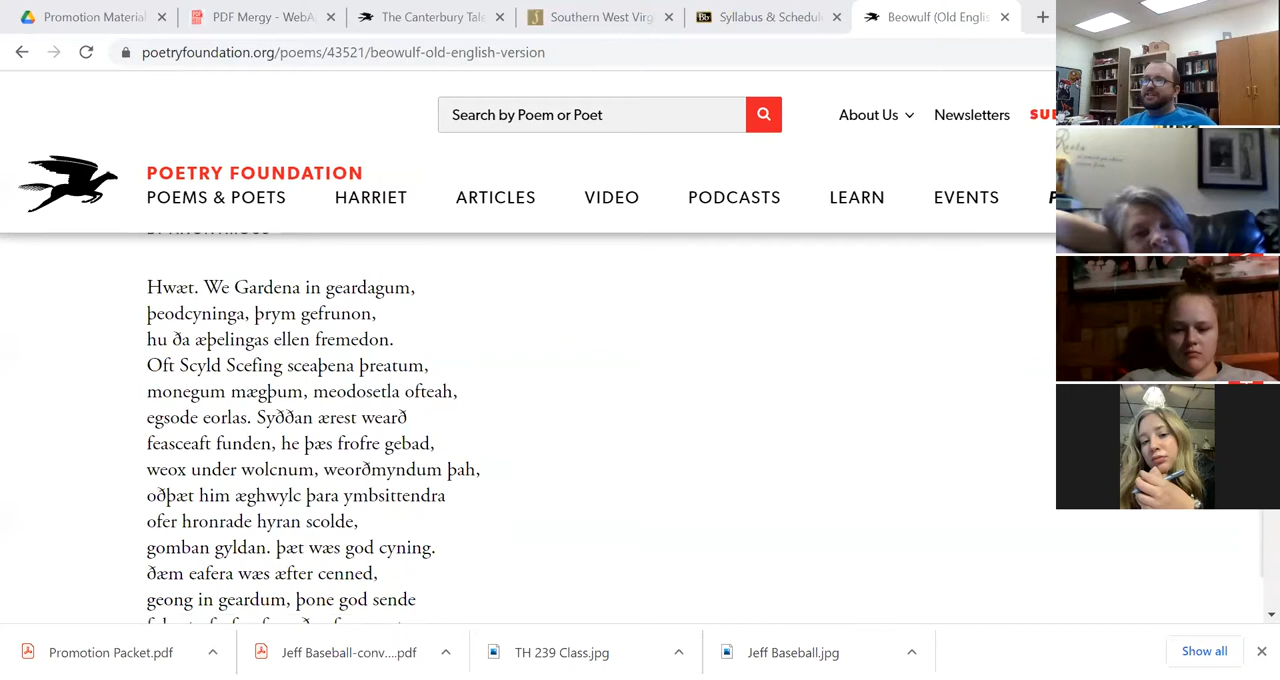 Promotion Material
PDF Mergy - WebA
The Canterbury Tale
Southern West Virg
Syllabus & Schedul
Beowulf (Old Engli
poetryfoundation.org/poems/43521/beowulf-old-english-version
Search by Poem or Poet
About Us
Newsletters
POETRY FOUNDATION
POEMS & POETS
HARRIET
ARTICLES
VIDEO
PODCASTS
LEARN
EVENTS
BY ANONYMOUS
Hwæt. We Gardena in geardagum,
þeodcyninga, þrym gefrunon,
hu ða æþelingas ellen fremedon.
Oft Scyld Scefing sceaþena þreatum,
monegum mægþum, meodosetla ofteah,
egsode eorlas. Syððan ærest wearð
feasceaft funden, he þæs frofre gebad,
weox under wolcnum, weorðmyndum þah,
oðþæt him æghwylc þara ymbsittendra
ofer hronrade hyran scolde,
gomban gyldan. þæt wæs god cyning.
ðæm eafera wæs æfter cenned,
geong in geardum, þone god sende
Promotion Packet.pdf
Jeff Baseball-conv....pdf
TH 239 Class.jpg
Jeff Baseball.jpg
Show all